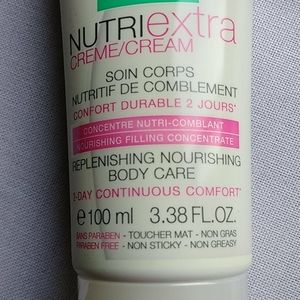 NUTRIextra
CREME/CREAM
SOIN CORPS
NUTRITIF DE COMBLEMENT
CONFORT DURABLE 2 JOURS*
CONCENTRE NUTRI-COMBLANT
NOURISHING FILLING CONCENTRATE
REPLENISHING NOURISHING
BODY CARE
2-DAY CONTINUOUS COMFORT*
e 100 ml 3.38 FL.OZ.
SANS PARABEN - TOUCHER MAT - NON GRAS
PARABEN FREE - NON STICKY - NON GREASY